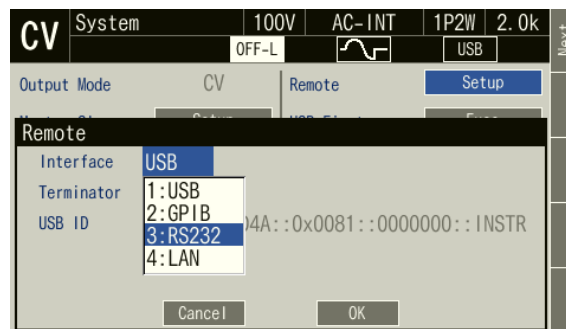 CV System 100V AC-INT 1P2W 2.0k
OFF-L USB
Next
Output Mode CV Remote Setup
Remote
Interface USB
Terminator 1:USB
2:GPIB
USB ID 04A::0x0081::0000000::INSTR
3:RS232
4:LAN
Cancel OK